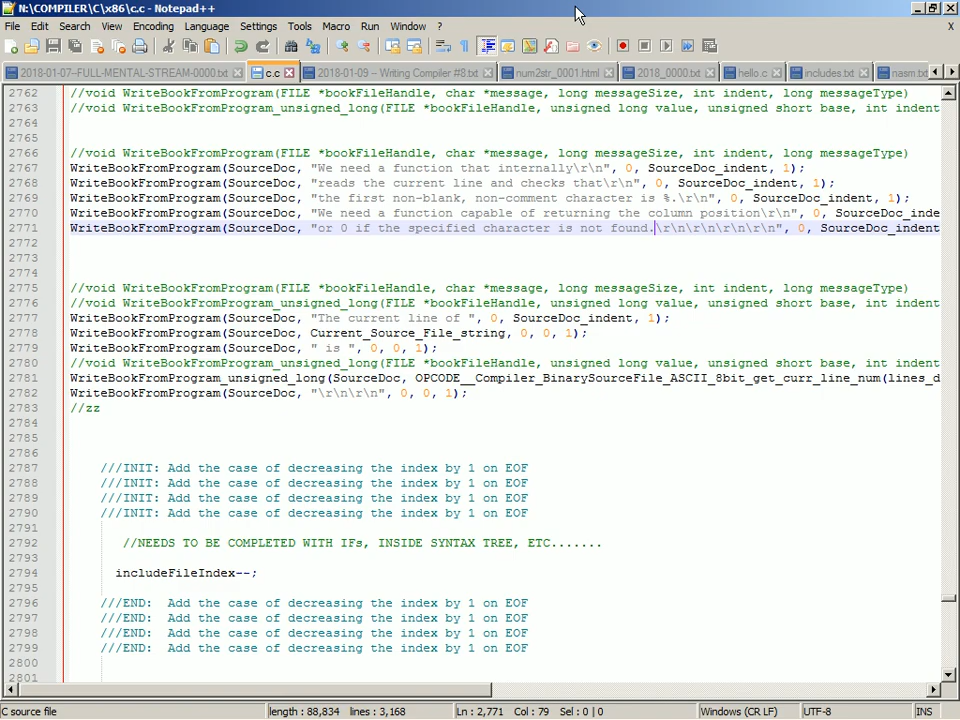 N:\COMPILER\C\x86\c.c - Notepad++
File Edit Search View Encoding Language Settings Tools Macro Run Window ?
2018-01-07-FULL-MENTAL-STREAM-0000.txt c.c 2018-01-09 -- Writing Compiler #8.txt num2str_0001.html 2018_0000.txt hello.c includes.txt nasm.tx
2762 //void WriteBookFromProgram(FILE *bookFileHandle, char *message, long messageSize, int indent, long messageType)
2763 //void WriteBookFromProgram_unsigned_long(FILE *bookFileHandle, unsigned long value, unsigned short base, int indent
2764
2765
2766 //void WriteBookFromProgram(FILE *bookFileHandle, char *message, long messageSize, int indent, long messageType)
2767 WriteBookFromProgram(SourceDoc, "We need a function that internally\r\n", 0, SourceDoc_indent, 1);
2768 WriteBookFromProgram(SourceDoc, "reads the current line and checks that\r\n", 0, SourceDoc_indent, 1);
2769 WriteBookFromProgram(SourceDoc, "the first non-blank, non-comment character is %.\r\n", 0, SourceDoc_indent, 1);
2770 WriteBookFromProgram(SourceDoc, "We need a function capable of returning the column position\r\n", 0, SourceDoc_inde
2771 WriteBookFromProgram(SourceDoc, "or 0 if the specified character is not found.\r\n\r\n\r\n\r\n", 0, SourceDoc_indent
2772
2773
2774
2775 //void WriteBookFromProgram(FILE *bookFileHandle, char *message, long messageSize, int indent, long messageType)
2776 //void WriteBookFromProgram_unsigned_long(FILE *bookFileHandle, unsigned long value, unsigned short base, int indent
2777 WriteBookFromProgram(SourceDoc, "The current line of ", 0, SourceDoc_indent, 1);
2778 WriteBookFromProgram(SourceDoc, Current_Source_File_string, 0, 0, 1);
2779 WriteBookFromProgram(SourceDoc, " is ", 0, 0, 1);
2780 //void WriteBookFromProgram_unsigned_long(FILE *bookFileHandle, unsigned long value, unsigned short base, int indent
2781 WriteBookFromProgram_unsigned_long(SourceDoc, OPCODE__Compiler_BinarySourceFile_ASCII_8bit_get_curr_line_num(lines_d
2782 WriteBookFromProgram(SourceDoc, "\r\n\r\n", 0, 0, 1);
2783 //zz
2784
2785
2786
2787 ///INIT: Add the case of decreasing the index by 1 on EOF
2788 ///INIT: Add the case of decreasing the index by 1 on EOF
2789 ///INIT: Add the case of decreasing the index by 1 on EOF
2790 ///INIT: Add the case of decreasing the index by 1 on EOF
2791
2792 //NEEDS TO BE COMPLETED WITH IFs, INSIDE SYNTAX TREE, ETC.......
2793
2794 includeFileIndex--;
2795
2796 ///END: Add the case of decreasing the index by 1 on EOF
2797 ///END: Add the case of decreasing the index by 1 on EOF
2798 ///END: Add the case of decreasing the index by 1 on EOF
2799 ///END: Add the case of decreasing the index by 1 on EOF
2800
2801
C source file length : 88,834 lines : 3,168 Ln : 2,771 Col : 79 Sel : 0 | 0 Windows (CR LF) UTF-8 INS